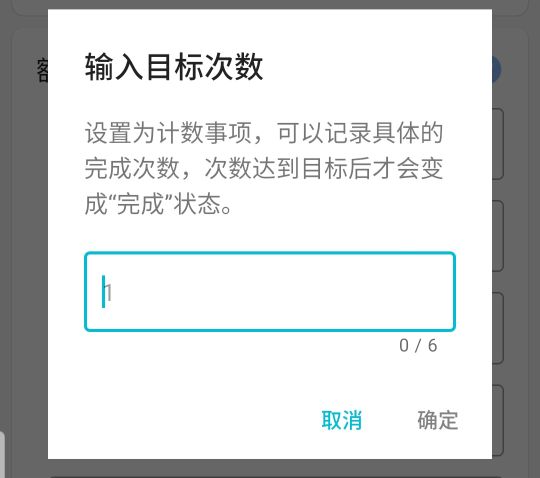 输入目标次数
设置为计数事项，可以记录具体的
完成次数，次数达到目标后才会变
成“完成”状态。
1
0 / 6
取消 确定